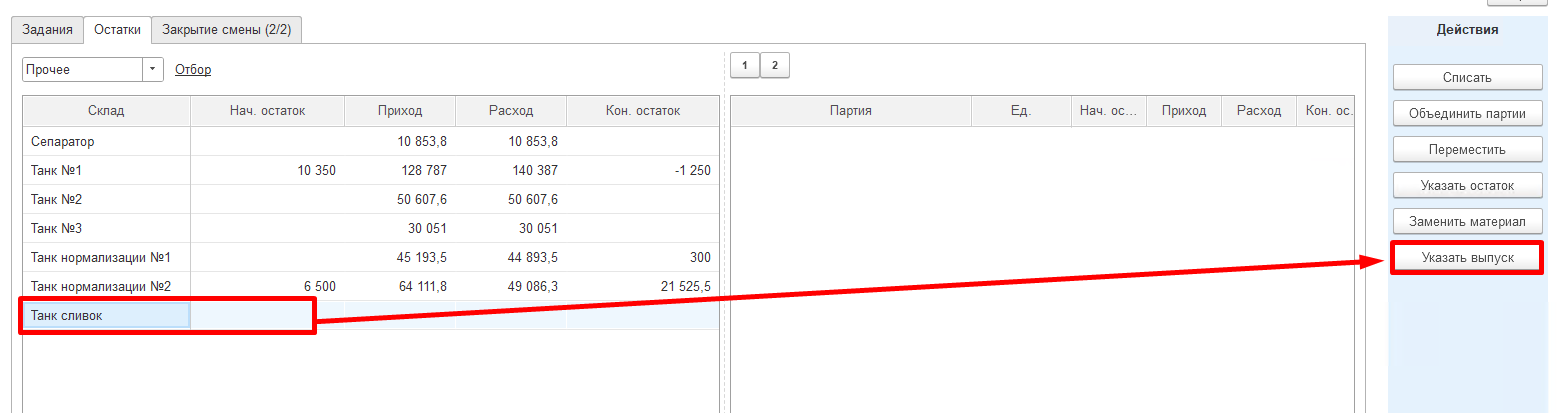 Задания Остатки Закрытие смены (2/2)
Действия
Прочее Отбор 1 2
Списать
Склад Нач. остаток Приход Расход Кон. остаток Партия Ед. Нач. ос... Приход Расход Кон. ос.
Объединить партии
Сепаратор 10 853,8 10 853,8
Переместить
Танк №1 10 350 128 787 140 387 -1 250
Указать остаток
Танк №2 50 607,6 50 607,6
Заменить материал
Танк №3 30 051 30 051
Танк нормализации №1 45 193,5 44 893,5 300
Указать выпуск
Танк нормализации №2 6 500 64 111,8 49 086,3 21 525,5
Танк сливок